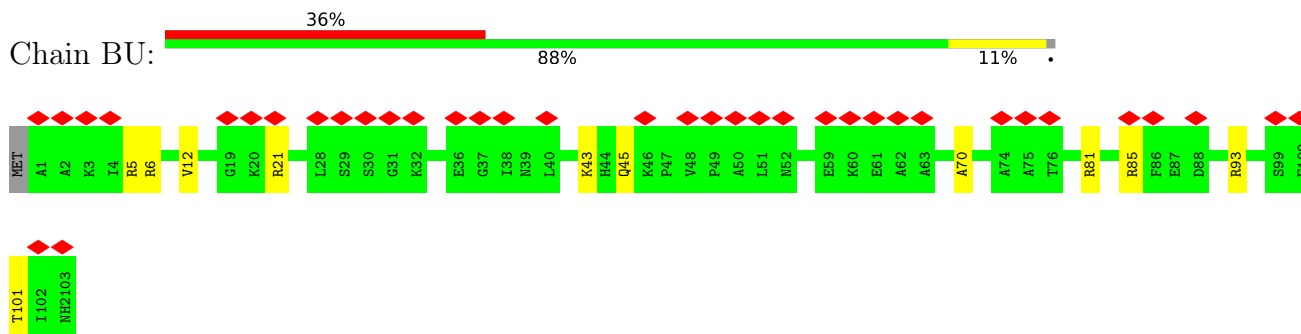 36%
Chain BU:
88% 11% •
MET A1 A2 K3 I4 R5 R6 V12 G19 K20 R21 L28 S29 S30 G31 K32 E36 G37 I38 N39 L40 K43 H44 Q45 K46 P47 V48 P49 A50 L51 N52 E59 K60 E61 A62 A63 A70 A74 A75 T76 R81 R85 F86 E87 D88 R93 S99
T101 I102 NH2103